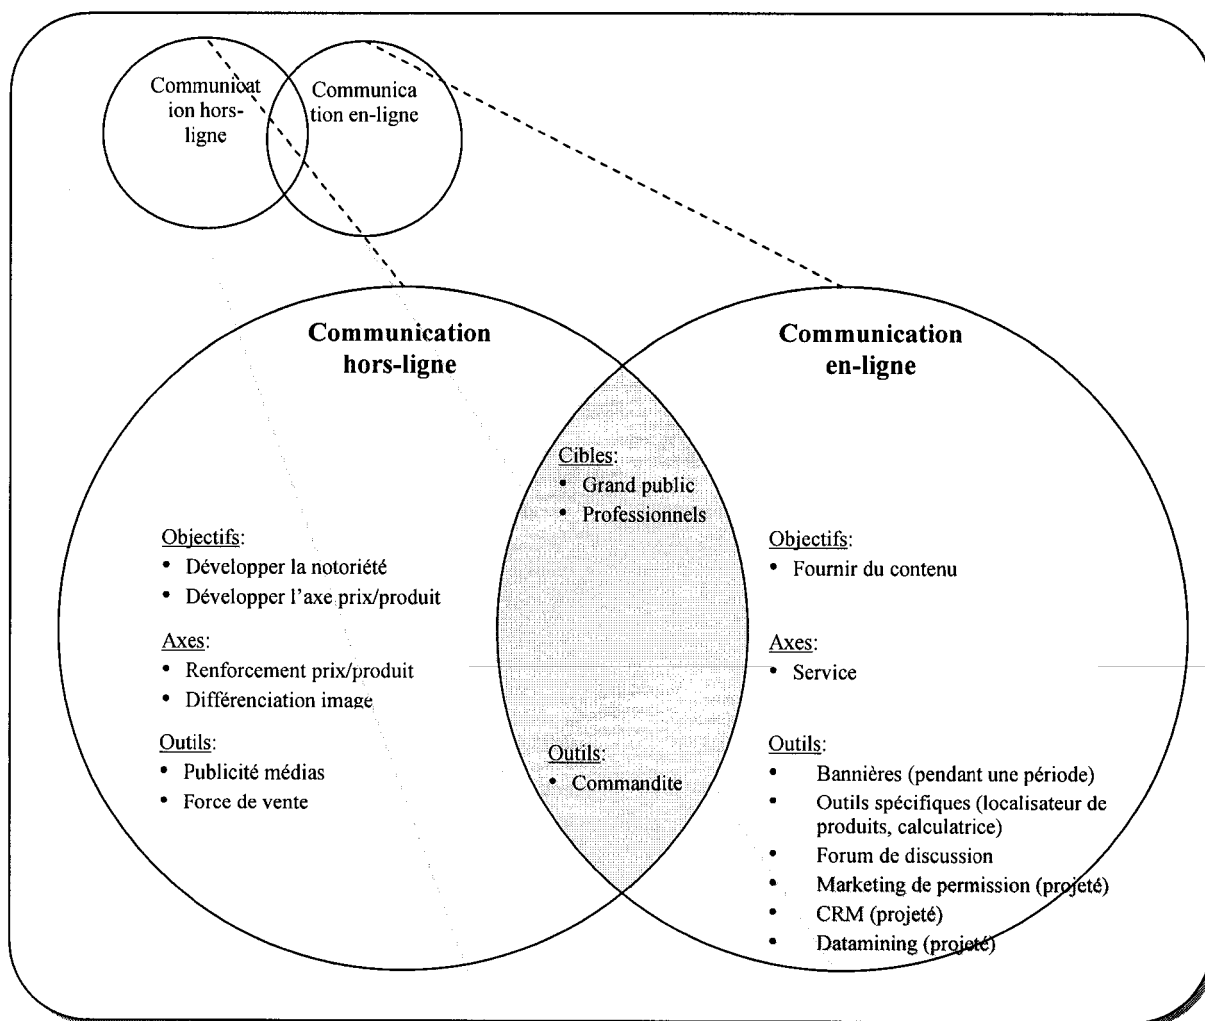 Communicat
ion hors-
ligne
Communica
tion en-ligne
Communication
hors-ligne
Communication
en-ligne
Cibles:
• Grand public
• Professionnels
Objectifs:
• Développer la notoriété
• Développer l’axe prix/produit
Axes:
• Renforcement prix/produit
• Différenciation image
Outils:
• Publicité médias
• Force de vente
Outils:
• Commandite
Objectifs:
• Fournir du contenu
Axes:
• Service
Outils:
• Bannières (pendant une période)
• Outils spécifiques (localisateur de
produits, calculatrice)
• Forum de discussion
• Marketing de permission (projeté)
• CRM (projeté)
• Datamining (projeté)